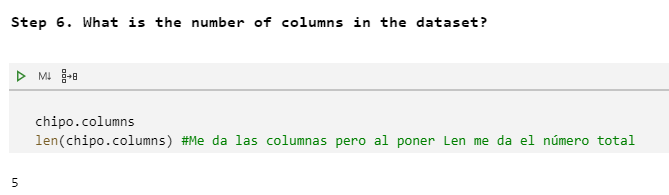 Step 6. What is the number of columns in the dataset?
M↓
chipo.columns
len(chipo.columns) #Me da las columnas pero al poner Len me da el número total
5